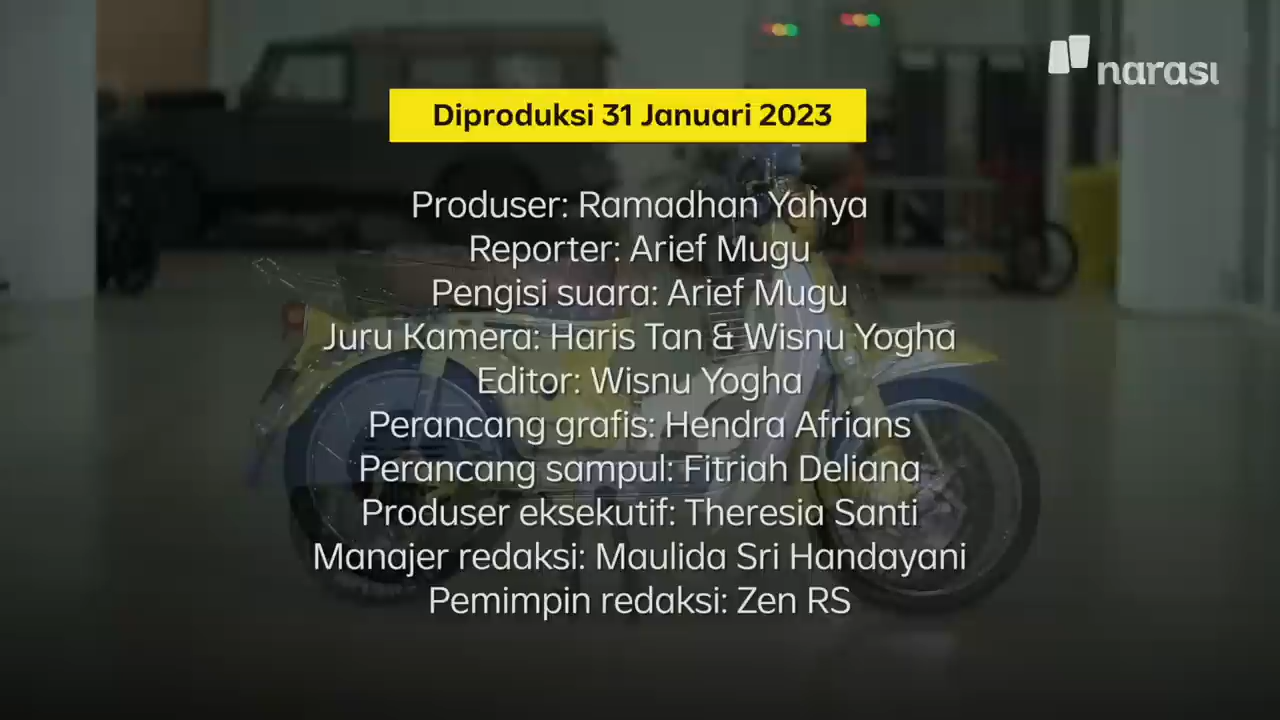 narasi
Diproduksi 31 Januari 2023
Produser: Ramadhan Yahya
Reporter: Arief Mugu
Pengisi suara: Arief Mugu
Juru Kamera: Haris Tan & Wisnu Yogha
Editor: Wisnu Yogha
Perancang grafis: Hendra Afrians
Perancang sampul: Fitriah Deliana
Produser eksekutif: Theresia Santi
Manajer redaksi: Maulida Sri Handayani
Pemimpin redaksi: Zen RS